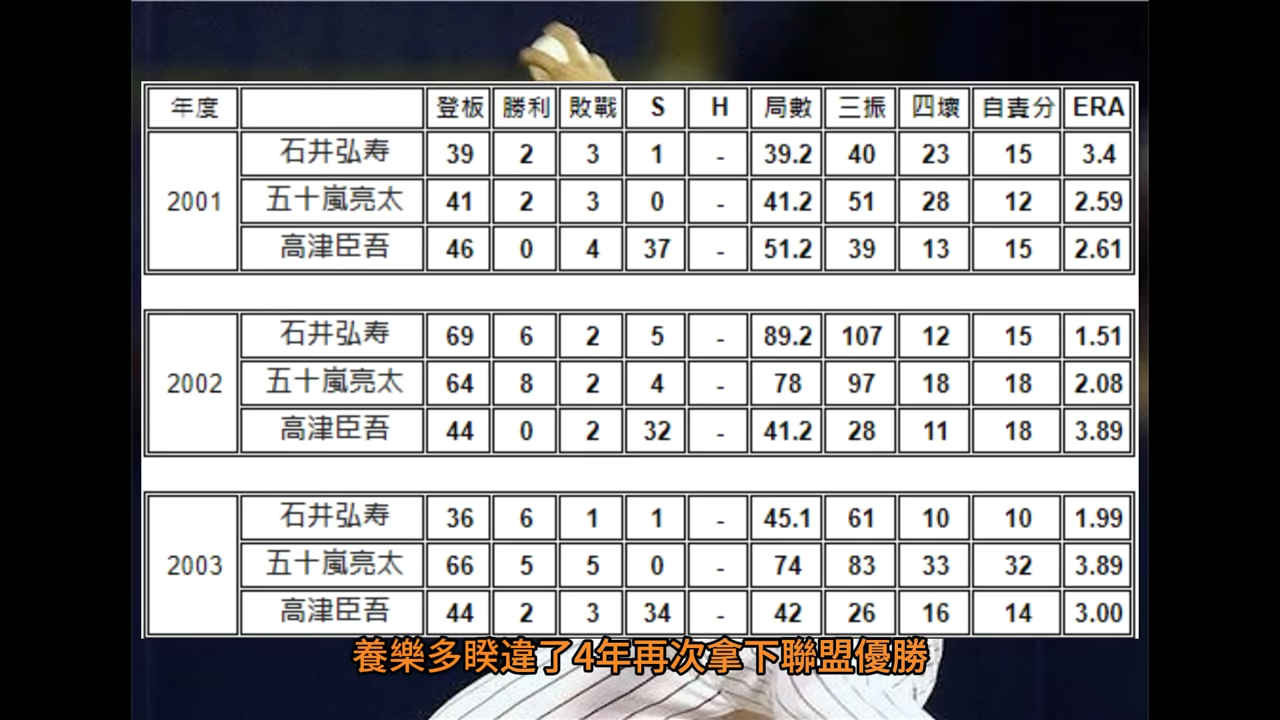 年度 登板 勝利 敗戰 S H 局數 三振 四壞 自責分 ERA
2001 石井弘寿 39 2 3 1 - 39.2 40 23 15 3.4
五十嵐亮太 41 2 3 0 - 41.2 51 28 12 2.59
高津臣吾 46 0 4 37 - 51.2 39 13 15 2.61
2002 石井弘寿 69 6 2 5 - 89.2 107 12 15 1.51
五十嵐亮太 64 8 2 4 - 78 97 18 18 2.08
高津臣吾 44 0 2 32 - 41.2 28 11 18 3.89
2003 石井弘寿 36 6 1 1 - 45.1 61 10 10 1.99
五十嵐亮太 66 5 5 0 - 74 83 33 32 3.89
高津臣吾 44 2 3 34 - 42 26 16 14 3.00
養樂多睽違了4年再次拿下聯盟優勝